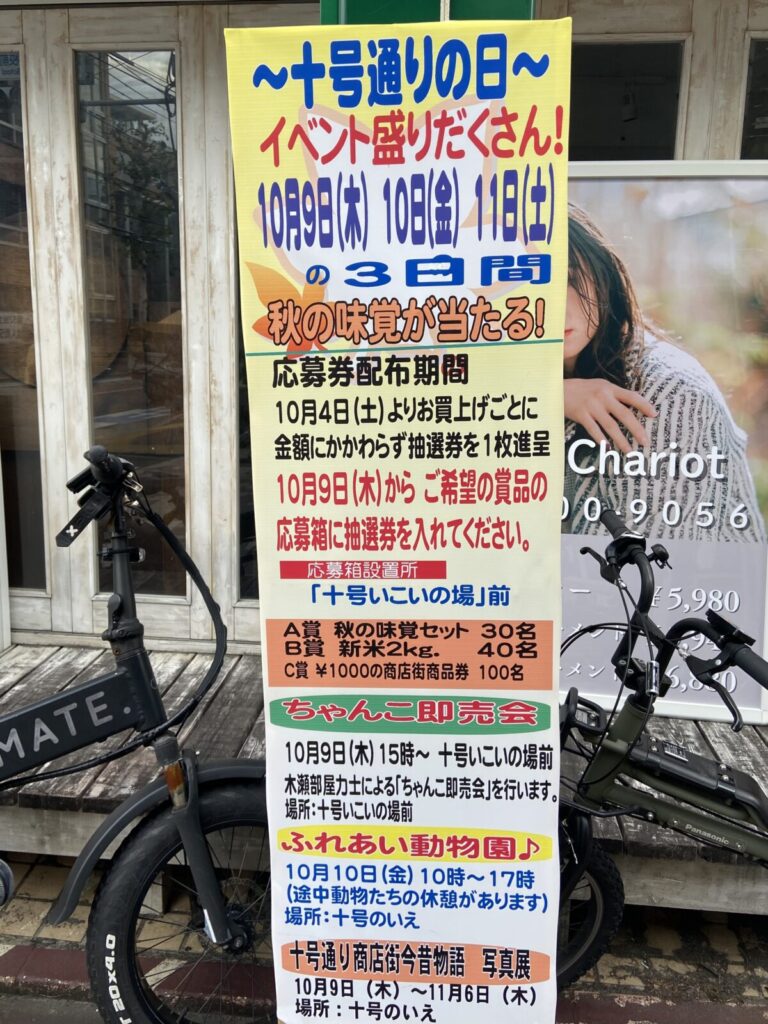 ～十号通りの日～
イベント盛りだくさん!
10月9日(木) 10日(金) 11日(土)
の3日間
秋の味覚が当たる!
応募券配布期間
10月4日(土)よりお買上げごとに
金額にかかわらず抽選券を1枚進呈
10月9日(木)から ご希望の賞品の
応募箱に抽選券を入れてください。
応募箱設置所
「十号いこいの場」前
A賞 秋の味覚セット 30名
B賞 新米2kg. 40名
C賞 ¥1000の商店街商品券 100名
ちゃんこ即売会
10月9日(木)15時～ 十号いこいの場前
木瀬部屋力士による「ちゃんこ即売会」を行います。
場所:十号いこいの場前
ふれあい動物園♪
10月10日(金)10時～17時
(途中動物たちの休憩があります)
場所:十号のいえ
十号通り商店街今昔物語 写真展
10月9日(木)～11月6日(木)
場所:十号のいえ
Chariot
00-9056
¥5,980
MATE.
20x4.0
Panasonic